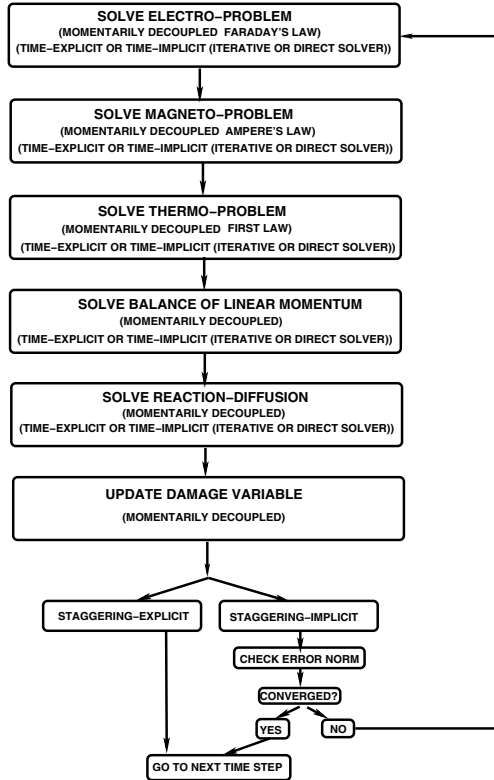 SOLVE ELECTRO−PROBLEM
(MOMENTARILY DECOUPLED FARADAY'S LAW)
(TIME−EXPLICIT OR TIME−IMPLICIT (ITERATIVE OR DIRECT SOLVER))
SOLVE MAGNETO−PROBLEM
(MOMENTARILY DECOUPLED AMPERE'S LAW)
(TIME−EXPLICIT OR TIME−IMPLICIT (ITERATIVE OR DIRECT SOLVER))
SOLVE THERMO−PROBLEM
(MOMENTARILY DECOUPLED FIRST LAW)
(TIME−EXPLICIT OR TIME−IMPLICIT (ITERATIVE OR DIRECT SOLVER))
SOLVE BALANCE OF LINEAR MOMENTUM
(MOMENTARILY DECOUPLED)
(TIME−EXPLICIT OR TIME−IMPLICIT (ITERATIVE OR DIRECT SOLVER))
SOLVE REACTION−DIFFUSION
(MOMENTARILY DECOUPLED)
(TIME−EXPLICIT OR TIME−IMPLICIT (ITERATIVE OR DIRECT SOLVER))
UPDATE DAMAGE VARIABLE
(MOMENTARILY DECOUPLED)
STAGGERING−EXPLICIT
STAGGERING−IMPLICIT
CHECK ERROR NORM
CONVERGED?
YES
NO
GO TO NEXT TIME STEP